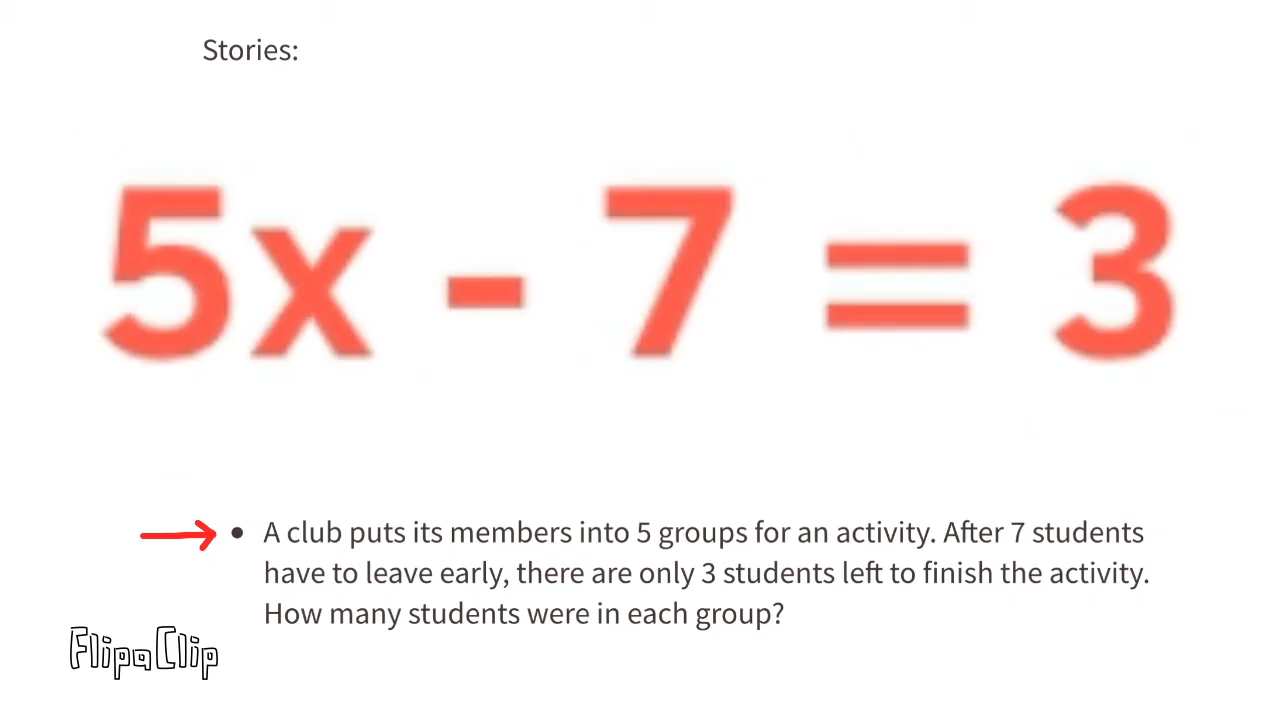 Stories:
5x - 7 = 3
• A club puts its members into 5 groups for an activity. After 7 students
have to leave early, there are only 3 students left to finish the activity.
How many students were in each group?
FlipaClip